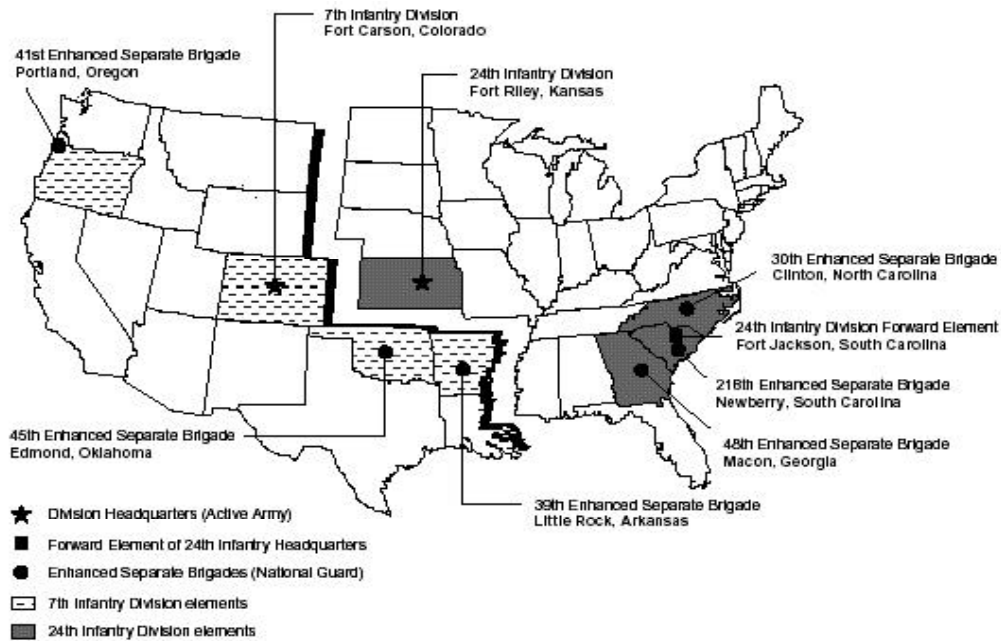 7th Infantry Division
Fort Carson, Colorado
41st Enhanced Separate Brigade
Portland, Oregon
24th Infantry Division
Fort Riley, Kansas
30th Enhanced Separate Brigade
Clinton, North Carolina
24th Infantry Division Forward Element
Fort Jackson, South Carolina
218th Enhanced Separate Brigade
Newberry, South Carolina
48th Enhanced Separate Brigade
Macon, Georgia
45th Enhanced Separate Brigade
Edmond, Oklahoma
39th Enhanced Separate Brigade
Little Rock, Arkansas
Division Headquarters (Active Army)
Forward Element of 24th Infantry Headquarters
Enhanced Separate Brigades (National Guard)
7th Infantry Division elements
24th Infantry Division elements